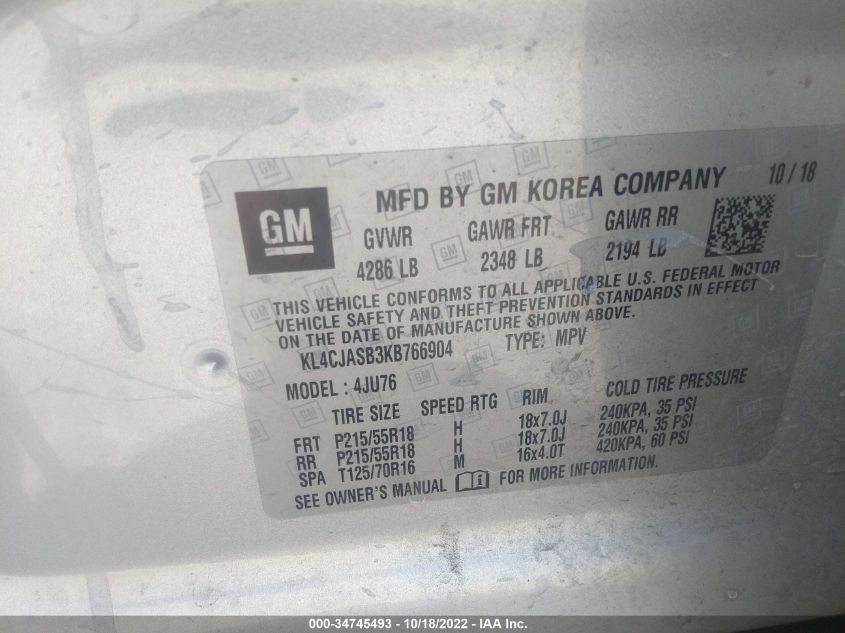 GM
MFD BY GM KOREA COMPANY 10 / 18
GVWR GAWR FRT GAWR RR
4286 LB 2348 LB 2194 LB
THIS VEHICLE CONFORMS TO ALL APPLICABLE U.S. FEDERAL MOTOR
VEHICLE SAFETY AND THEFT PREVENTION STANDARDS IN EFFECT
ON THE DATE OF MANUFACTURE SHOWN ABOVE.
KL4CJASB3KB766904 TYPE: MPV
MODEL : 4JU76
TIRE SIZE SPEED RTG RIM COLD TIRE PRESSURE
FRT P215/55R18 H 18x7.0J 240KPA, 35 PSI
RR P215/55R18 H 18x7.0J 240KPA, 35 PSI
SPA T125/70R16 M 16x4.0T 420KPA, 60 PSI
SEE OWNER'S MANUAL FOR MORE INFORMATION.
000-34745493 - 10/18/2022 - IAA Inc.